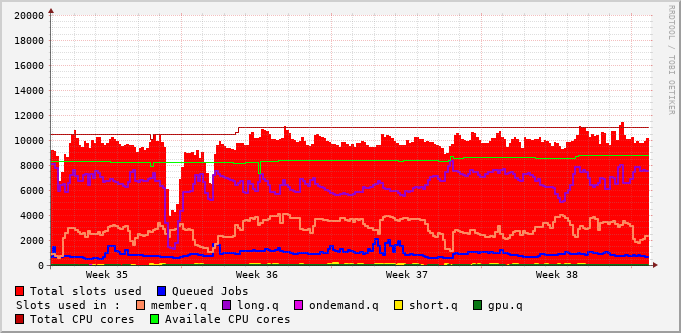 20000
18000
16000
14000
12000
10000
8000
6000
4000
2000
0
Week 35 Week 36 Week 37 Week 38
RRDTOOL / TOBI OETIKER
Total slots used Queued Jobs
Slots used in : member.q long.q ondemand.q short.q gpu.q
Total CPU cores Availale CPU cores